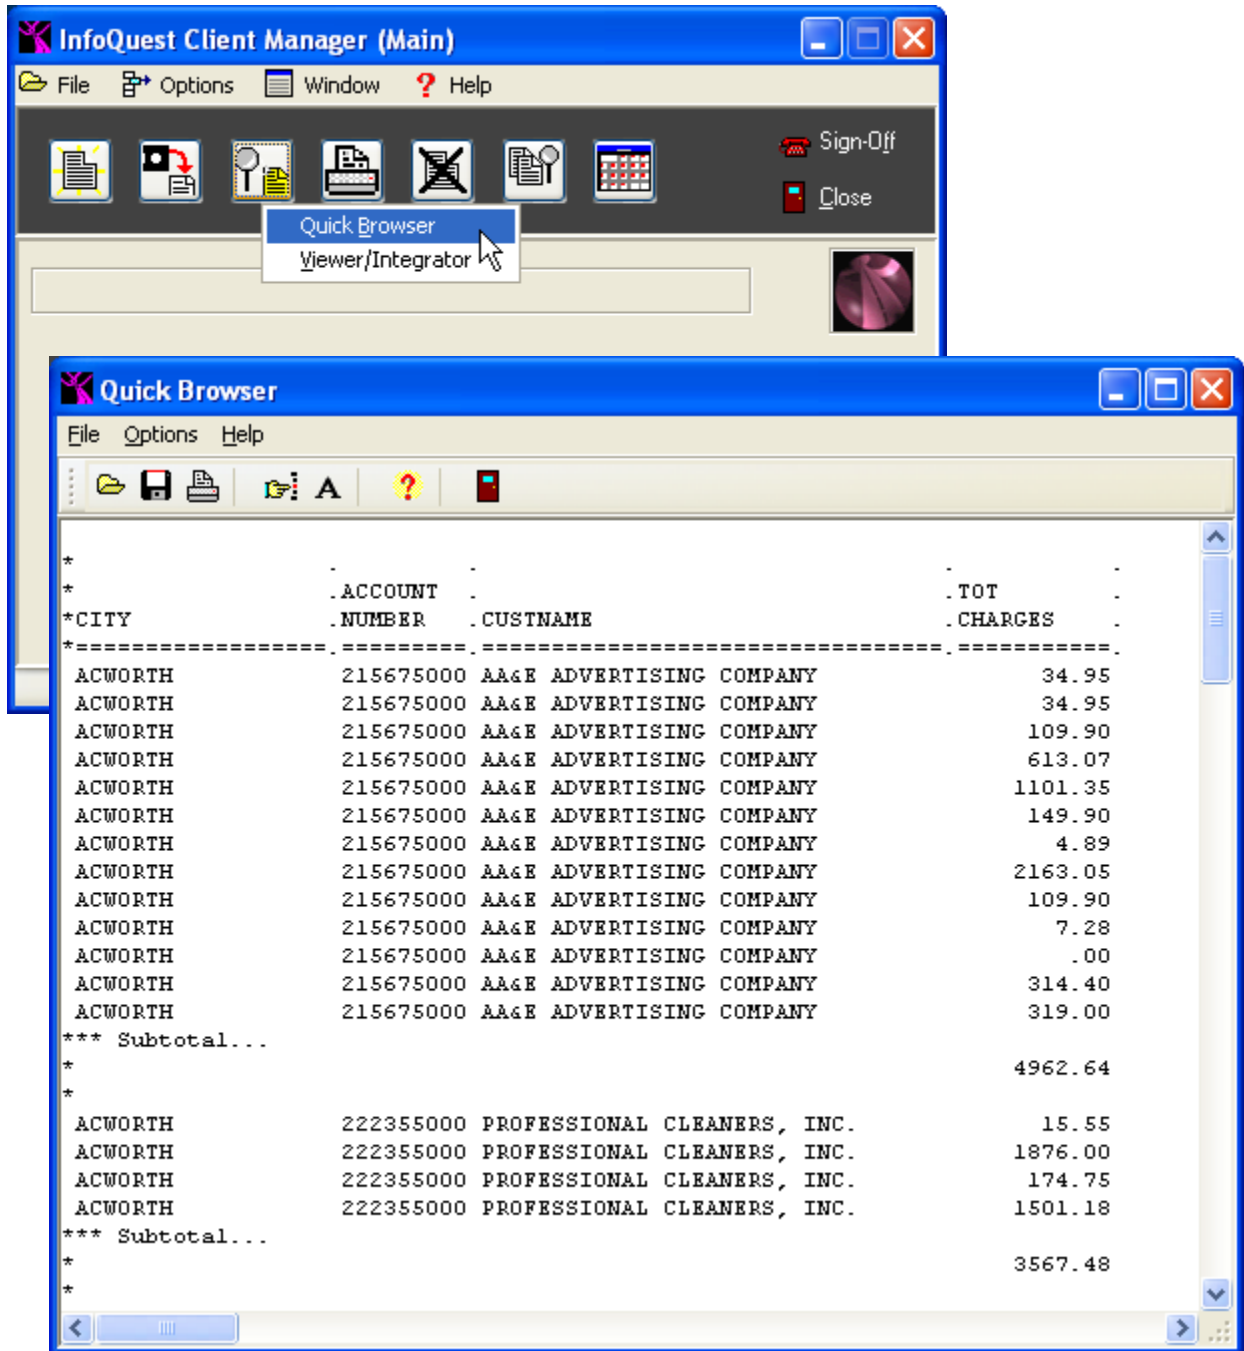 InfoQuest Client Manager (Main)
File Options Window ? Help
Sign-Off
Close
Quick Browser
Viewer/Integrator
Quick Browser
File Options Help
A ?
* . . . .
* .ACCOUNT . .TOT .
*CITY .NUMBER .CUSTNAME .CHARGES .
*==================.=========.=================================.===========.
ACWORTH 215675000 AA&E ADVERTISING COMPANY 34.95
ACWORTH 215675000 AA&E ADVERTISING COMPANY 34.95
ACWORTH 215675000 AA&E ADVERTISING COMPANY 109.90
ACWORTH 215675000 AA&E ADVERTISING COMPANY 613.07
ACWORTH 215675000 AA&E ADVERTISING COMPANY 1101.35
ACWORTH 215675000 AA&E ADVERTISING COMPANY 149.90
ACWORTH 215675000 AA&E ADVERTISING COMPANY 4.89
ACWORTH 215675000 AA&E ADVERTISING COMPANY 2163.05
ACWORTH 215675000 AA&E ADVERTISING COMPANY 109.90
ACWORTH 215675000 AA&E ADVERTISING COMPANY 7.28
ACWORTH 215675000 AA&E ADVERTISING COMPANY .00
ACWORTH 215675000 AA&E ADVERTISING COMPANY 314.40
ACWORTH 215675000 AA&E ADVERTISING COMPANY 319.00
*** Subtotal...
* 4962.64
*
ACWORTH 222355000 PROFESSIONAL CLEANERS, INC. 15.55
ACWORTH 222355000 PROFESSIONAL CLEANERS, INC. 1876.00
ACWORTH 222355000 PROFESSIONAL CLEANERS, INC. 174.75
ACWORTH 222355000 PROFESSIONAL CLEANERS, INC. 1501.18
*** Subtotal...
* 3567.48
*